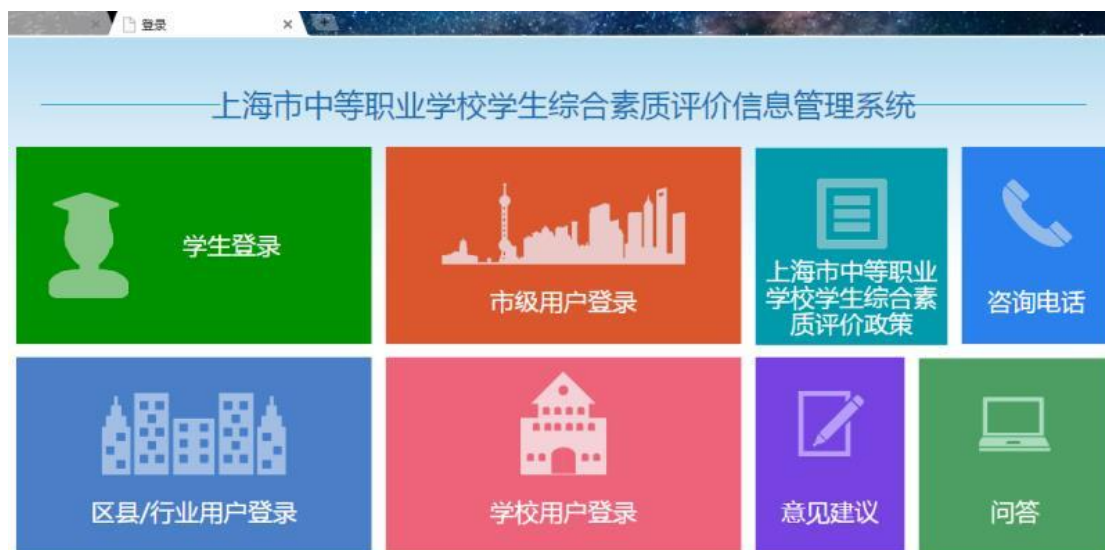 登录
上海市中等职业学校学生综合素质评价信息管理系统
学生登录
市级用户登录
上海市中等职业
学校学生综合素
质评价政策
咨询电话
区县/行业用户登录
学校用户登录
意见建议
问答